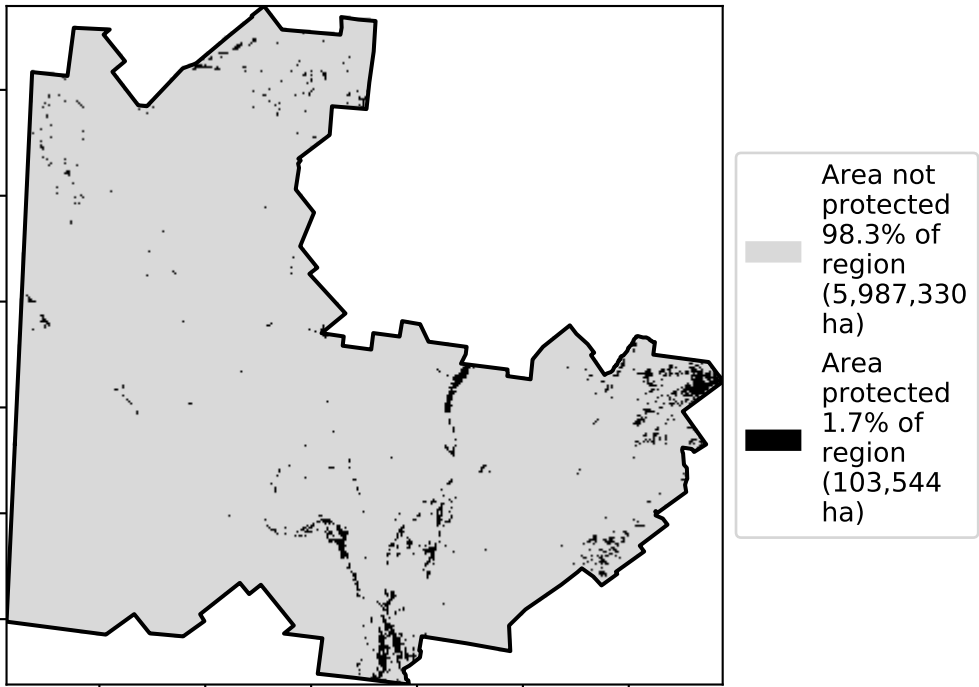 Area not
protected
98.3% of
region
(5,987,330
ha)
Area
protected
1.7% of
region
(103,544
ha)